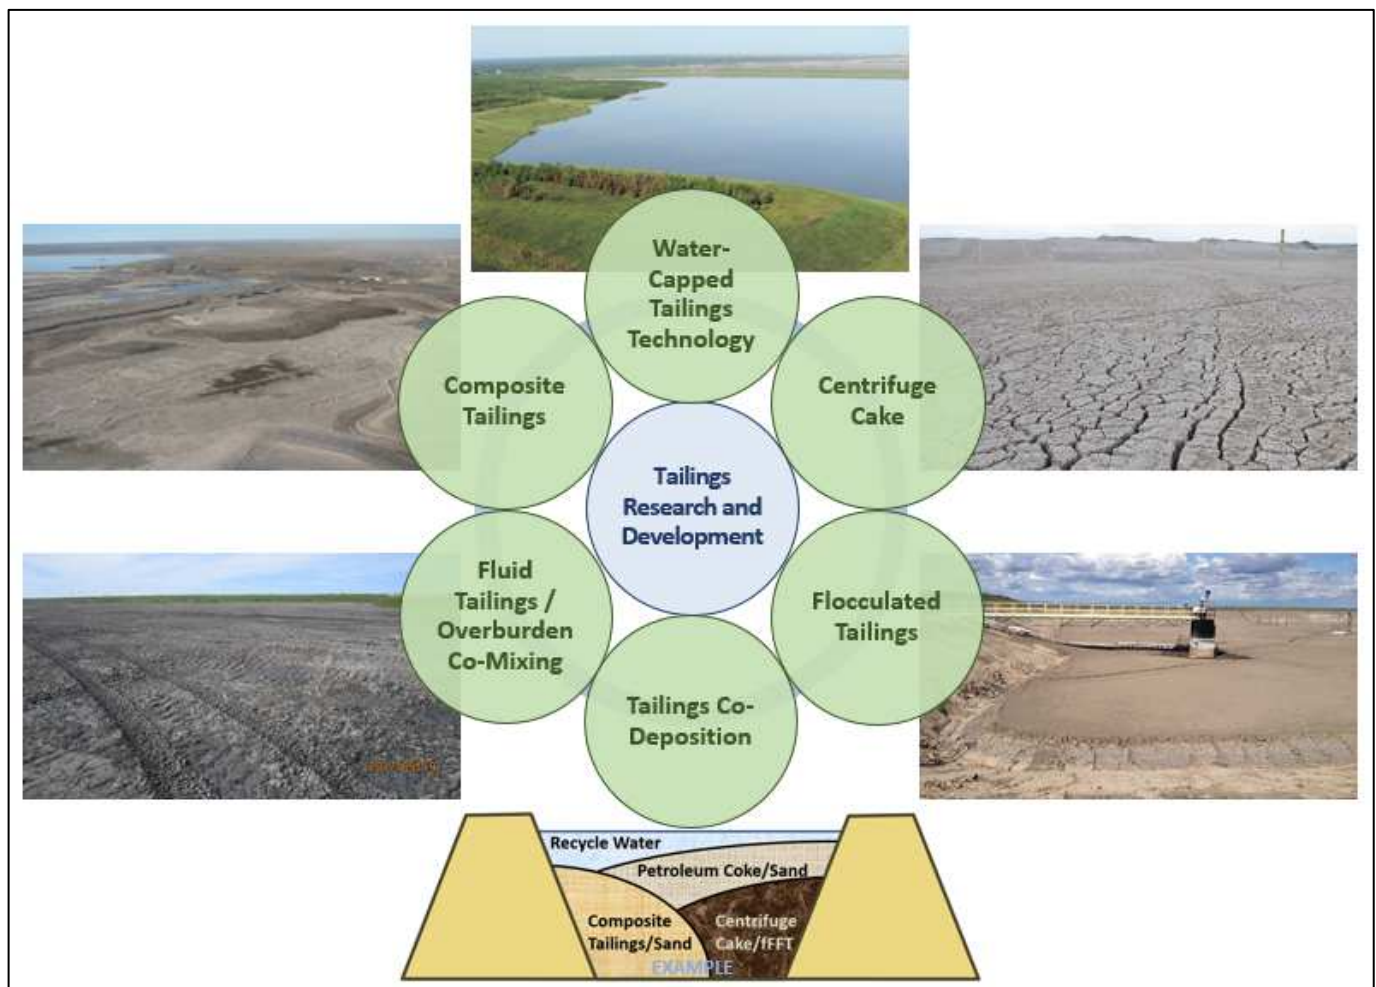 Water-
Capped
Tailings
Technology
Composite
Tailings
Centrifuge
Cake
Tailings
Research and
Development
Fluid
Tailings /
Overburden
Co-Mixing
Flocculated
Tailings
Tailings Co-
Deposition
Recycle Water
Petroleum Coke/Sand
Composite
Tailings/Sand
Centrifuge
Cake/fFFT
EXAMPLE